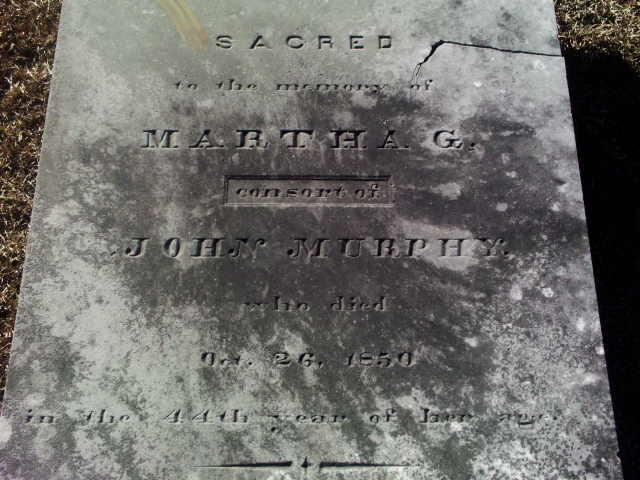 SACRED
to the memory of
MARTHA G.
consort of
JOHN MURPHY.
who died
Oct. 26, 1850
in the 44th year of her age.